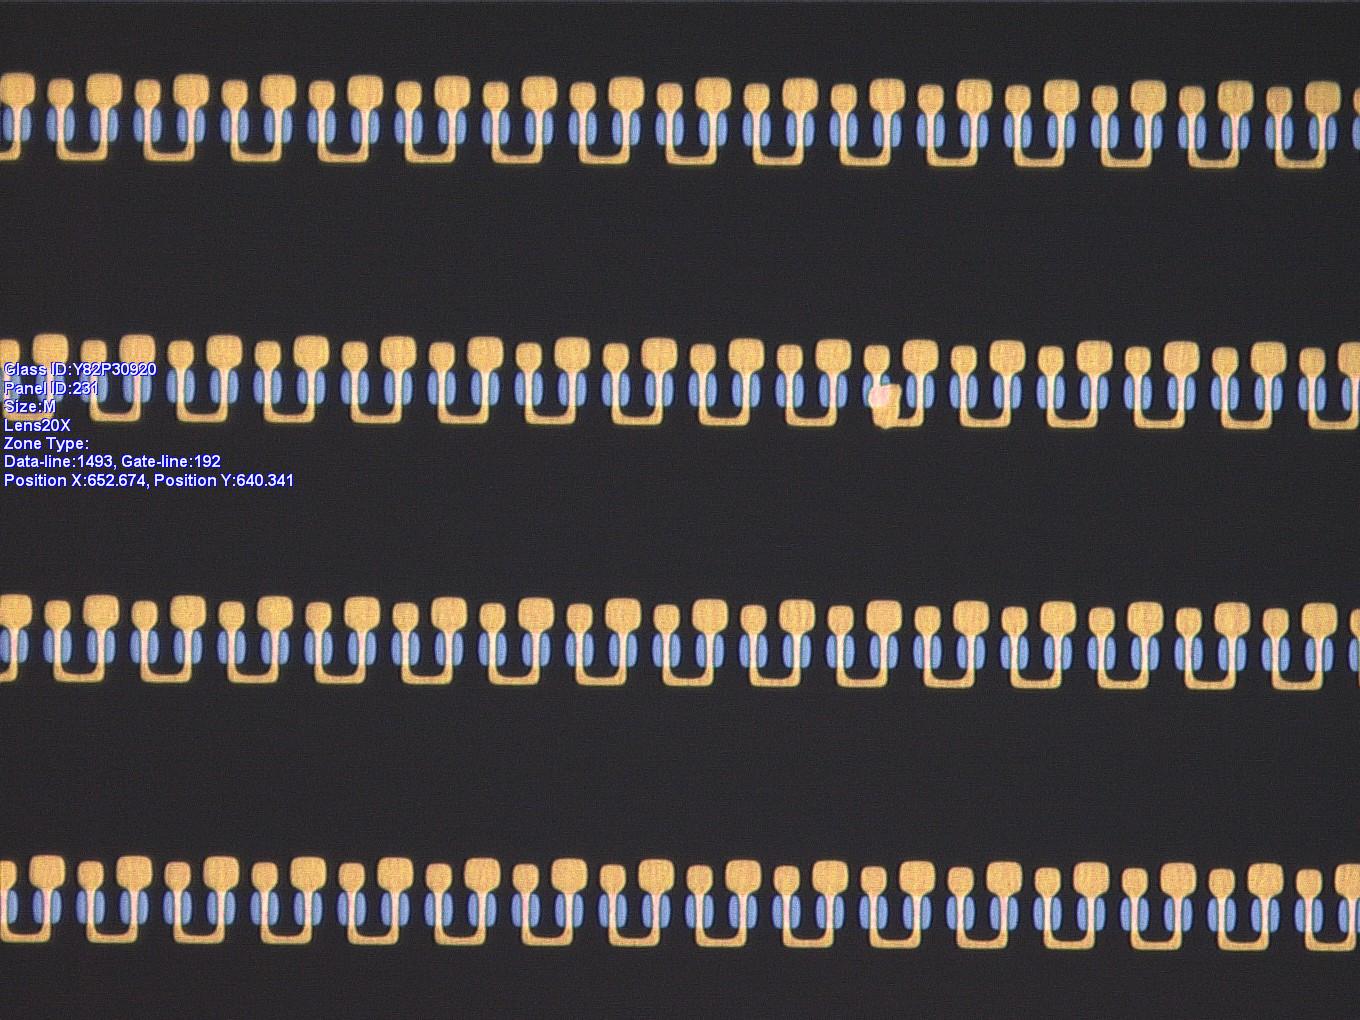 Glass ID:Y82P30920
Panel ID:231
Size:M
Lens20X
Zone Type:
Data-line:1493, Gate-line:192
Position X:652.674, Position Y:640.341